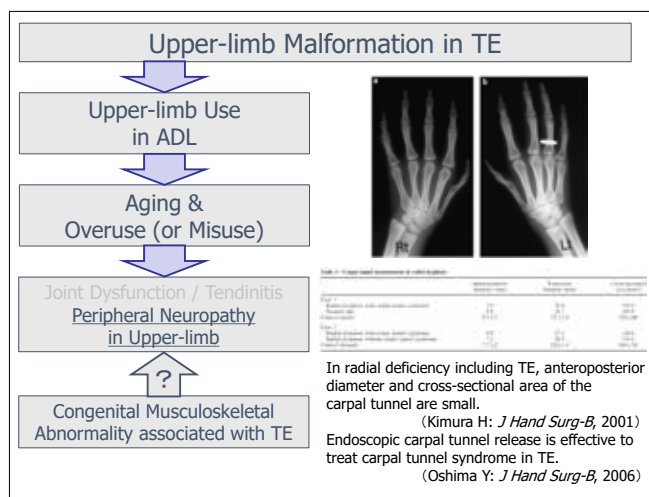 Upper-limb Malformation in TE
Upper-limb Use
in ADL
Aging &
Overuse (or Misuse)
Joint Dysfunction / Tendinitis
Peripheral Neuropathy
in Upper-limb
?
Congenital Musculoskeletal
Abnormality associated with TE
a
b
Rt
Lt
In radial deficiency including TE, anteroposterior
diameter and cross-sectional area of the
carpal tunnel are small.
(Kimura H: J Hand Surg-B, 2001)
Endoscopic carpal tunnel release is effective to
treat carpal tunnel syndrome in TE.
(Oshima Y: J Hand Surg-B, 2006)